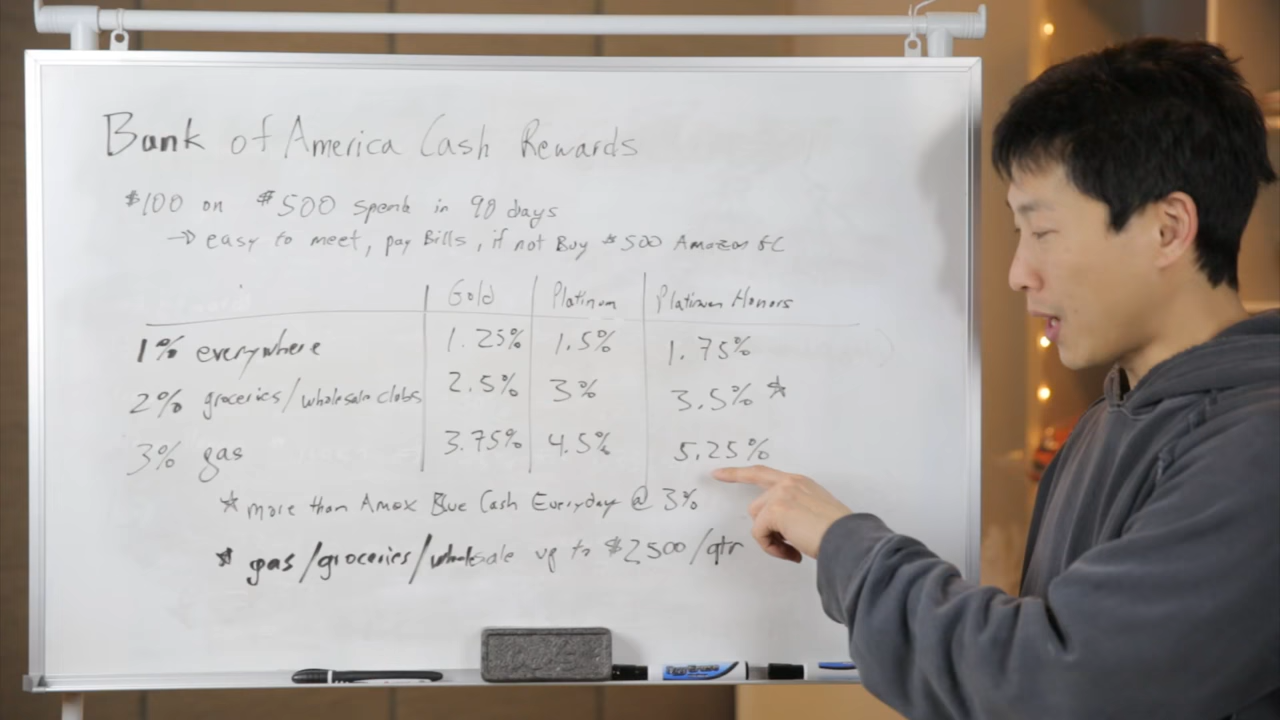 Bank of America Cash Rewards
$100 on $500 spend in 90 days
→ easy to meet, pay Bills, if not Buy $500 Amazon GC
Gold Platinum Platinum Honors
1% everywhere 1.25% 1.5% 1.75%
2% groceries/wholesale clubs 2.5% 3% 3.5% ☆
3% gas 3.75% 4.5% 5.25%
☆ more than Amex Blue Cash Everyday @ 3%
★ gas/groceries/wholesale up to $2500/qtr